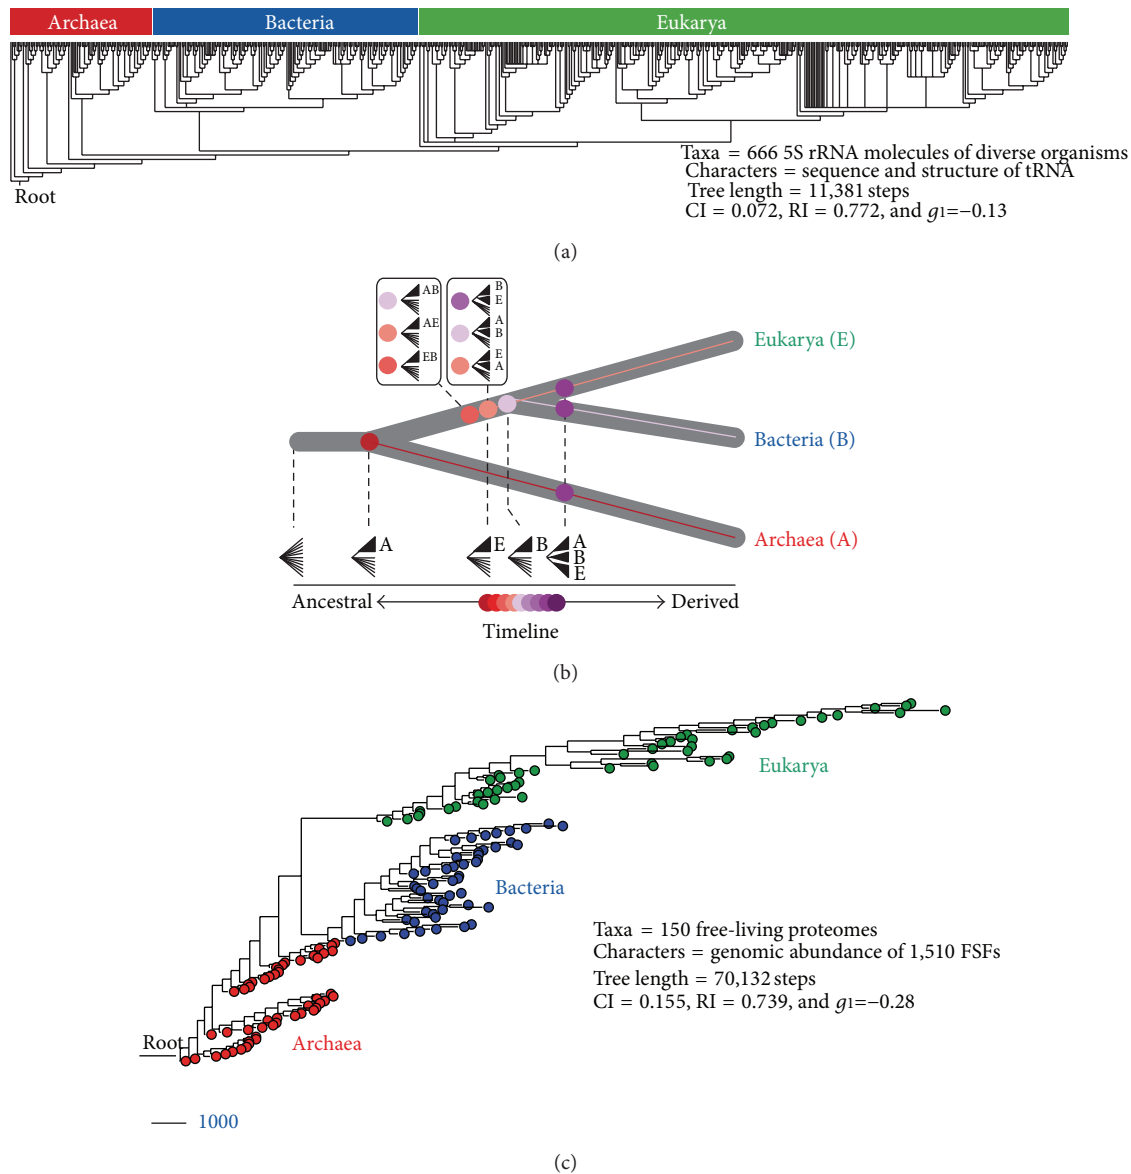 Archaea Bacteria Eukarya
Root
Taxa = 666 5S rRNA molecules of diverse organisms
Characters = sequence and structure of tRNA
Tree length = 11,381 steps
CI = 0.072, RI = 0.772, and g1=−0.13
(a)
AB
AE
EB
B
E
A
B
E
A
Eukarya (E)
Bacteria (B)
Archaea (A)
A
E
B
A
B
E
Ancestral Derived
Timeline
(b)
Eukarya
Bacteria
Taxa = 150 free-living proteomes
Characters = genomic abundance of 1,510 FSFs
Tree length = 70,132 steps
CI = 0.155, RI = 0.739, and g1=−0.28
Root
Archaea
1000
(c)